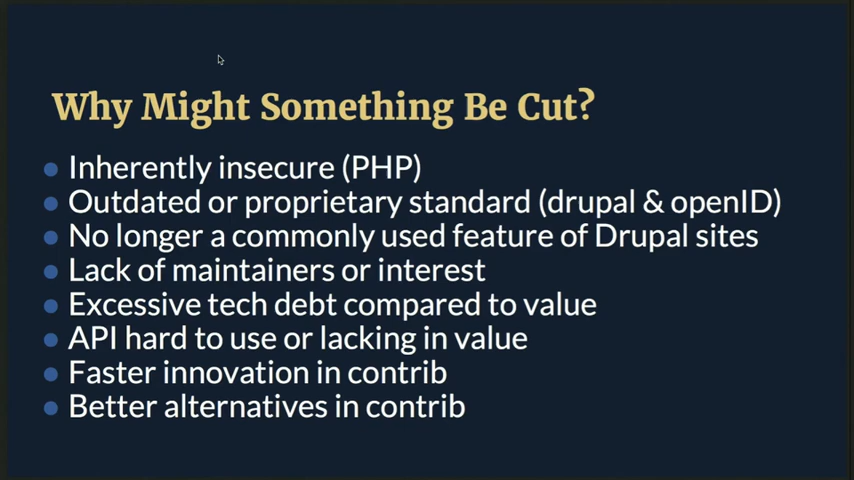 Why Might Something Be Cut?
Inherently insecure (PHP)
Outdated or proprietary standard (drupal & openID)
No longer a commonly used feature of Drupal sites
Lack of maintainers or interest
Excessive tech debt compared to value
API hard to use or lacking in value
Faster innovation in contrib
Better alternatives in contrib